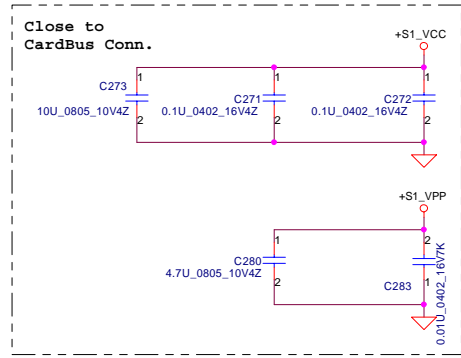 Close to
CardBus Conn.
+S1_VCC
1
C273
10U_0805_10V4Z
2
1
C271
0.1U_0402_16V4Z
2
1
C272
0.1U_0402_16V4Z
2
+S1_VPP
1
C280
4.7U_0805_10V4Z
2
2
C283
1
0.01U_0402_16V7K